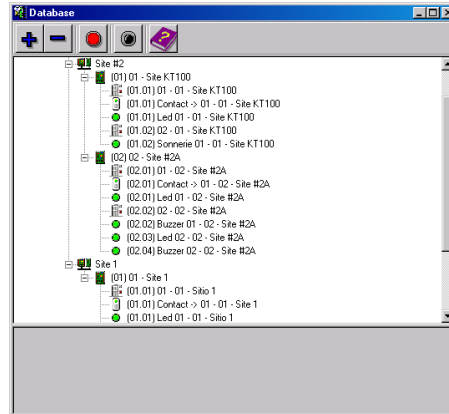 Database
Site #2
(01) 01 - Site KT100
(01.01) 01 - 01 - Site KT100
(01.01) Contact -> 01 - 01 - Site KT100
(01.01) Led 01 - 01 - Site KT100
(01.02) 02 - 01 - Site KT100
(01.02) Sonnerie 01 - 01 - Site KT100
(02) 02 - Site #2A
(02.01) 01 - 02 - Site #2A
(02.01) Contact -> 01 - 02 - Site #2A
(02.01) Led 01 - 02 - Site #2A
(02.02) 02 - 02 - Site #2A
(02.02) Buzzer 01 - 02 - Site #2A
(02.03) Led 02 - 02 - Site #2A
(02.04) Buzzer 02 - 02 - Site #2A
Site 1
(01) 01 - Site 1
(01.01) 01 - 01 - Sitio 1
(01.01) Contact -> 01 - 01 - Site 1
(01.01) Led 01 - 01 - Sitio 1